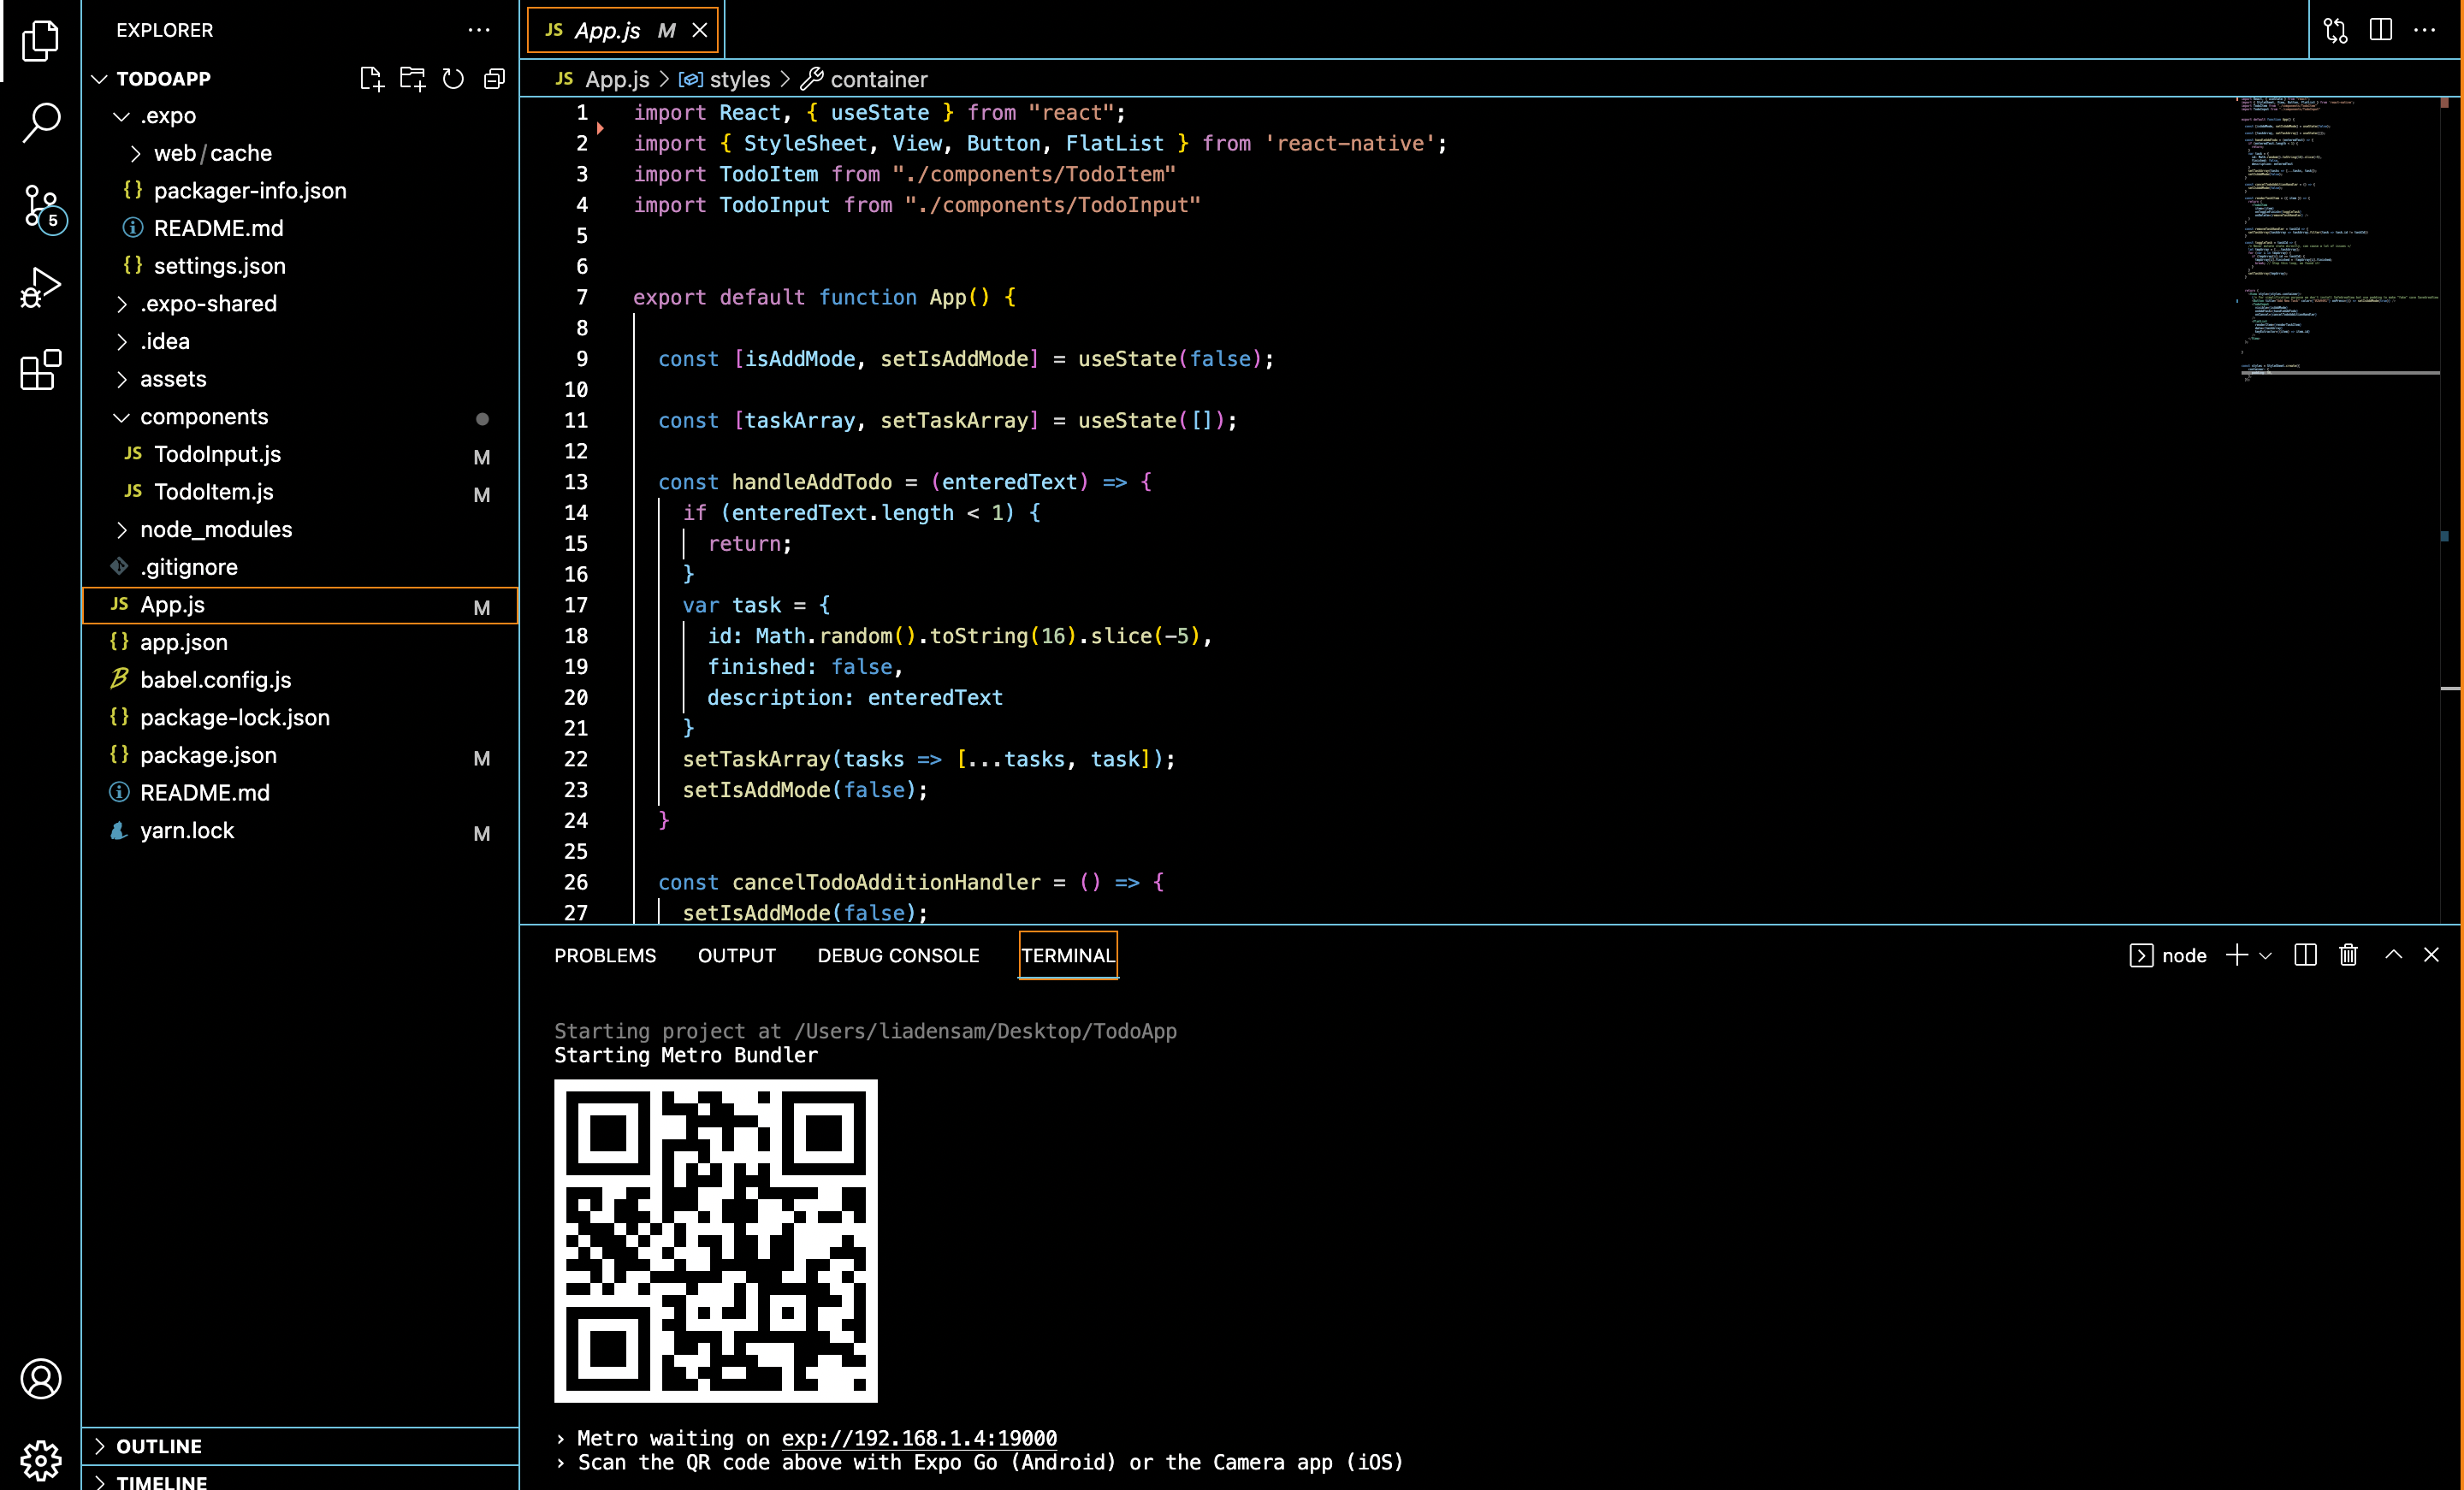 EXPLORER
TODOAPP
.expo
web/cache
{} packager-info.json
README.md
{} settings.json
.expo-shared
.idea
assets
components
JS TodoInput.js M
JS TodoItem.js M
node_modules
.gitignore
JS App.js M
{} app.json
babel.config.js
{} package-lock.json
{} package.json M
README.md
yarn.lock M
5
OUTLINE
TIMELINE
JS App.js M
JS App.js > styles > container
1 import React, { useState } from "react";
2 import { StyleSheet, View, Button, FlatList } from 'react-native';
3 import TodoItem from "./components/TodoItem"
4 import TodoInput from "./components/TodoInput"
5
6
7 export default function App() {
8
9 const [isAddMode, setIsAddMode] = useState(false);
10
11 const [taskArray, setTaskArray] = useState([]);
12
13 const handleAddTodo = (enteredText) => {
14 if (enteredText.length < 1) {
15 return;
16 }
17 var task = {
18 id: Math.random().toString(16).slice(-5),
19 finished: false,
20 description: enteredText
21 }
22 setTaskArray(tasks => [...tasks, task]);
23 setIsAddMode(false);
24 }
25
26 const cancelTodoAdditionHandler = () => {
27 setIsAddMode(false);
PROBLEMS OUTPUT DEBUG CONSOLE TERMINAL
node
Starting project at /Users/liadensam/Desktop/TodoApp
Starting Metro Bundler
› Metro waiting on exp://192.168.1.4:19000
› Scan the QR code above with Expo Go (Android) or the Camera app (iOS)